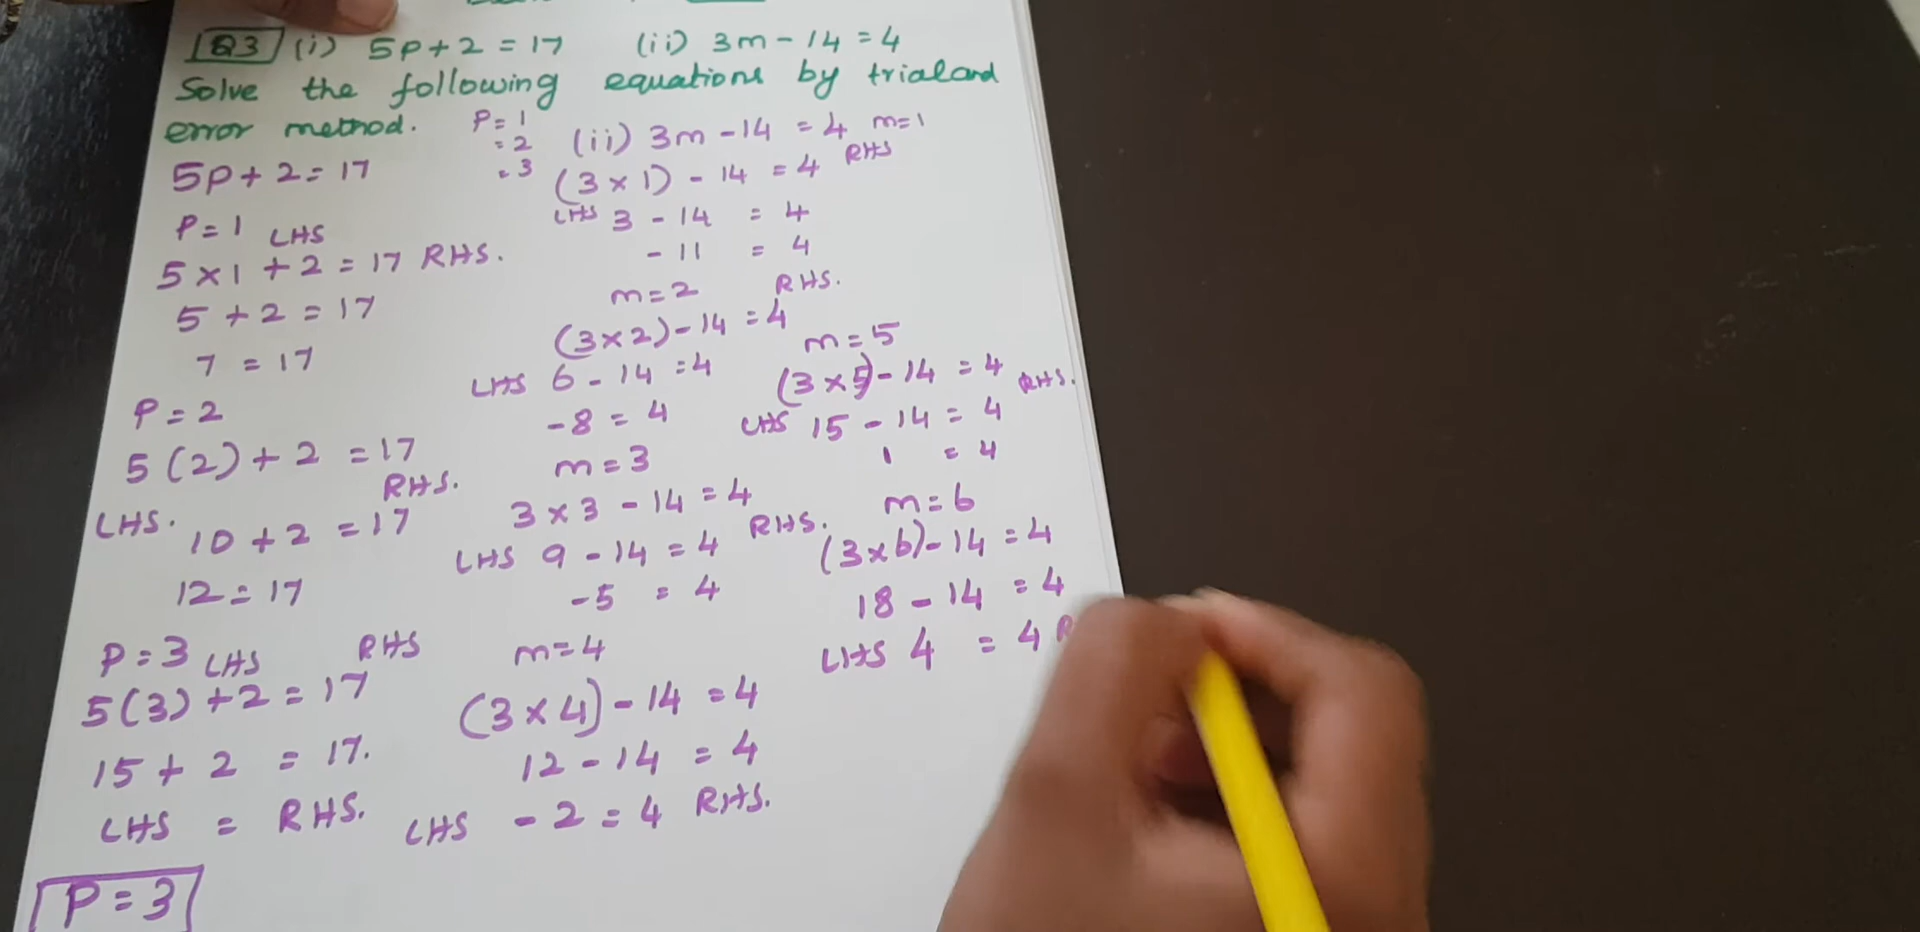 Q3 (i) 5p + 2 = 17 (ii) 3m - 14 = 4
Solve the following equations by trial and
error method.
P = 1
= 2
= 3
5p + 2 = 17
P = 1 LHS
5 × 1 + 2 = 17 RHS.
5 + 2 = 17
7 = 17
P = 2
5 (2) + 2 = 17
RHS.
LHS. 10 + 2 = 17
12 = 17
P = 3 LHS RHS
5 (3) + 2 = 17
15 + 2 = 17.
LHS = RHS.
P = 3
(ii) 3m - 14 = 4 m = 1
(3 × 1) - 14 = 4 RHS
LHS 3 - 14 = 4
- 11 = 4
m = 2 RHS.
(3 × 2) - 14 = 4
LHS 6 - 14 = 4
- 8 = 4
m = 3
3 × 3 - 14 = 4
LHS 9 - 14 = 4 RHS.
- 5 = 4
m = 4
(3 × 4) - 14 = 4
12 - 14 = 4
LHS - 2 = 4 RHS.
m = 5
(3 × 5) - 14 = 4 RHS.
LHS 15 - 14 = 4
1 = 4
m = 6
(3 × 6) - 14 = 4
18 - 14 = 4
LHS 4 = 4 R